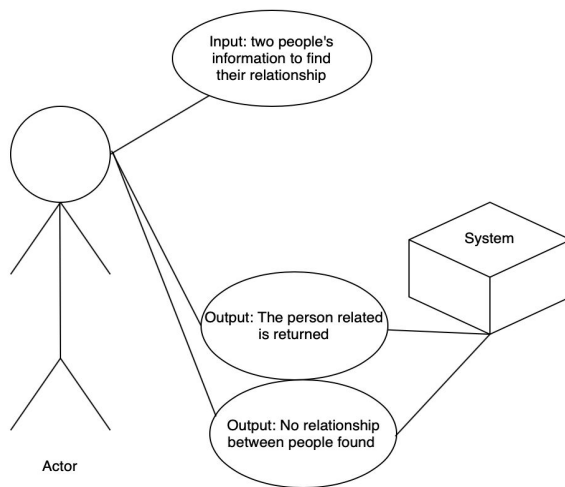 Input: two people's
information to find
their relationship
System
Output: The person related
is returned
Output: No relationship
between people found
Actor